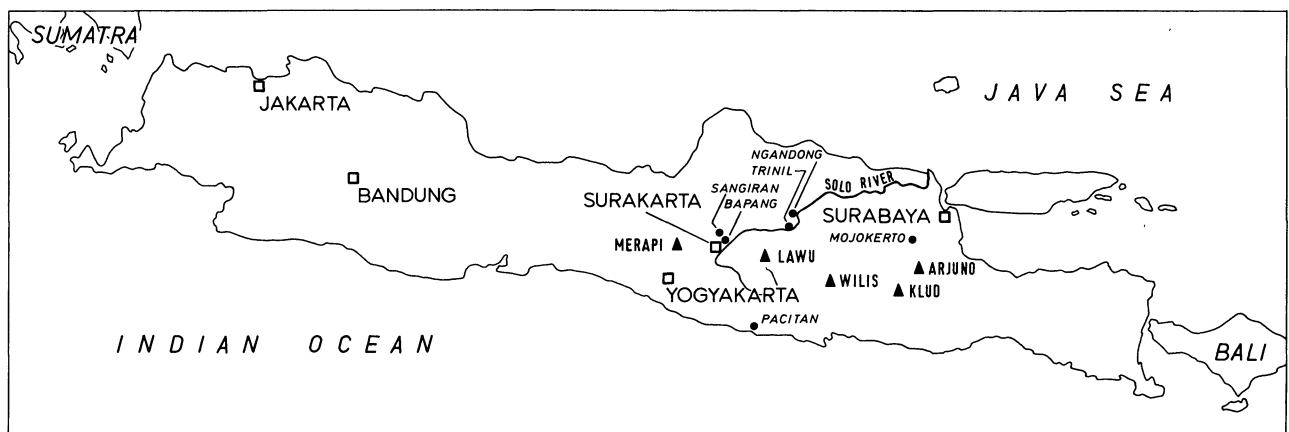 SUMATRA
JAKARTA
JAVA SEA
BANDUNG
NGANDONG
TRINIL
SOLO RIVER
SANGIRAN
SURAKARTA
BAPANG
SURABAYA
MERAPI
MOJOKERTO
LAWU
ARJUNO
WILIS
YOGYAKARTA
KLUD
PACITAN
INDIAN OCEAN
BALI